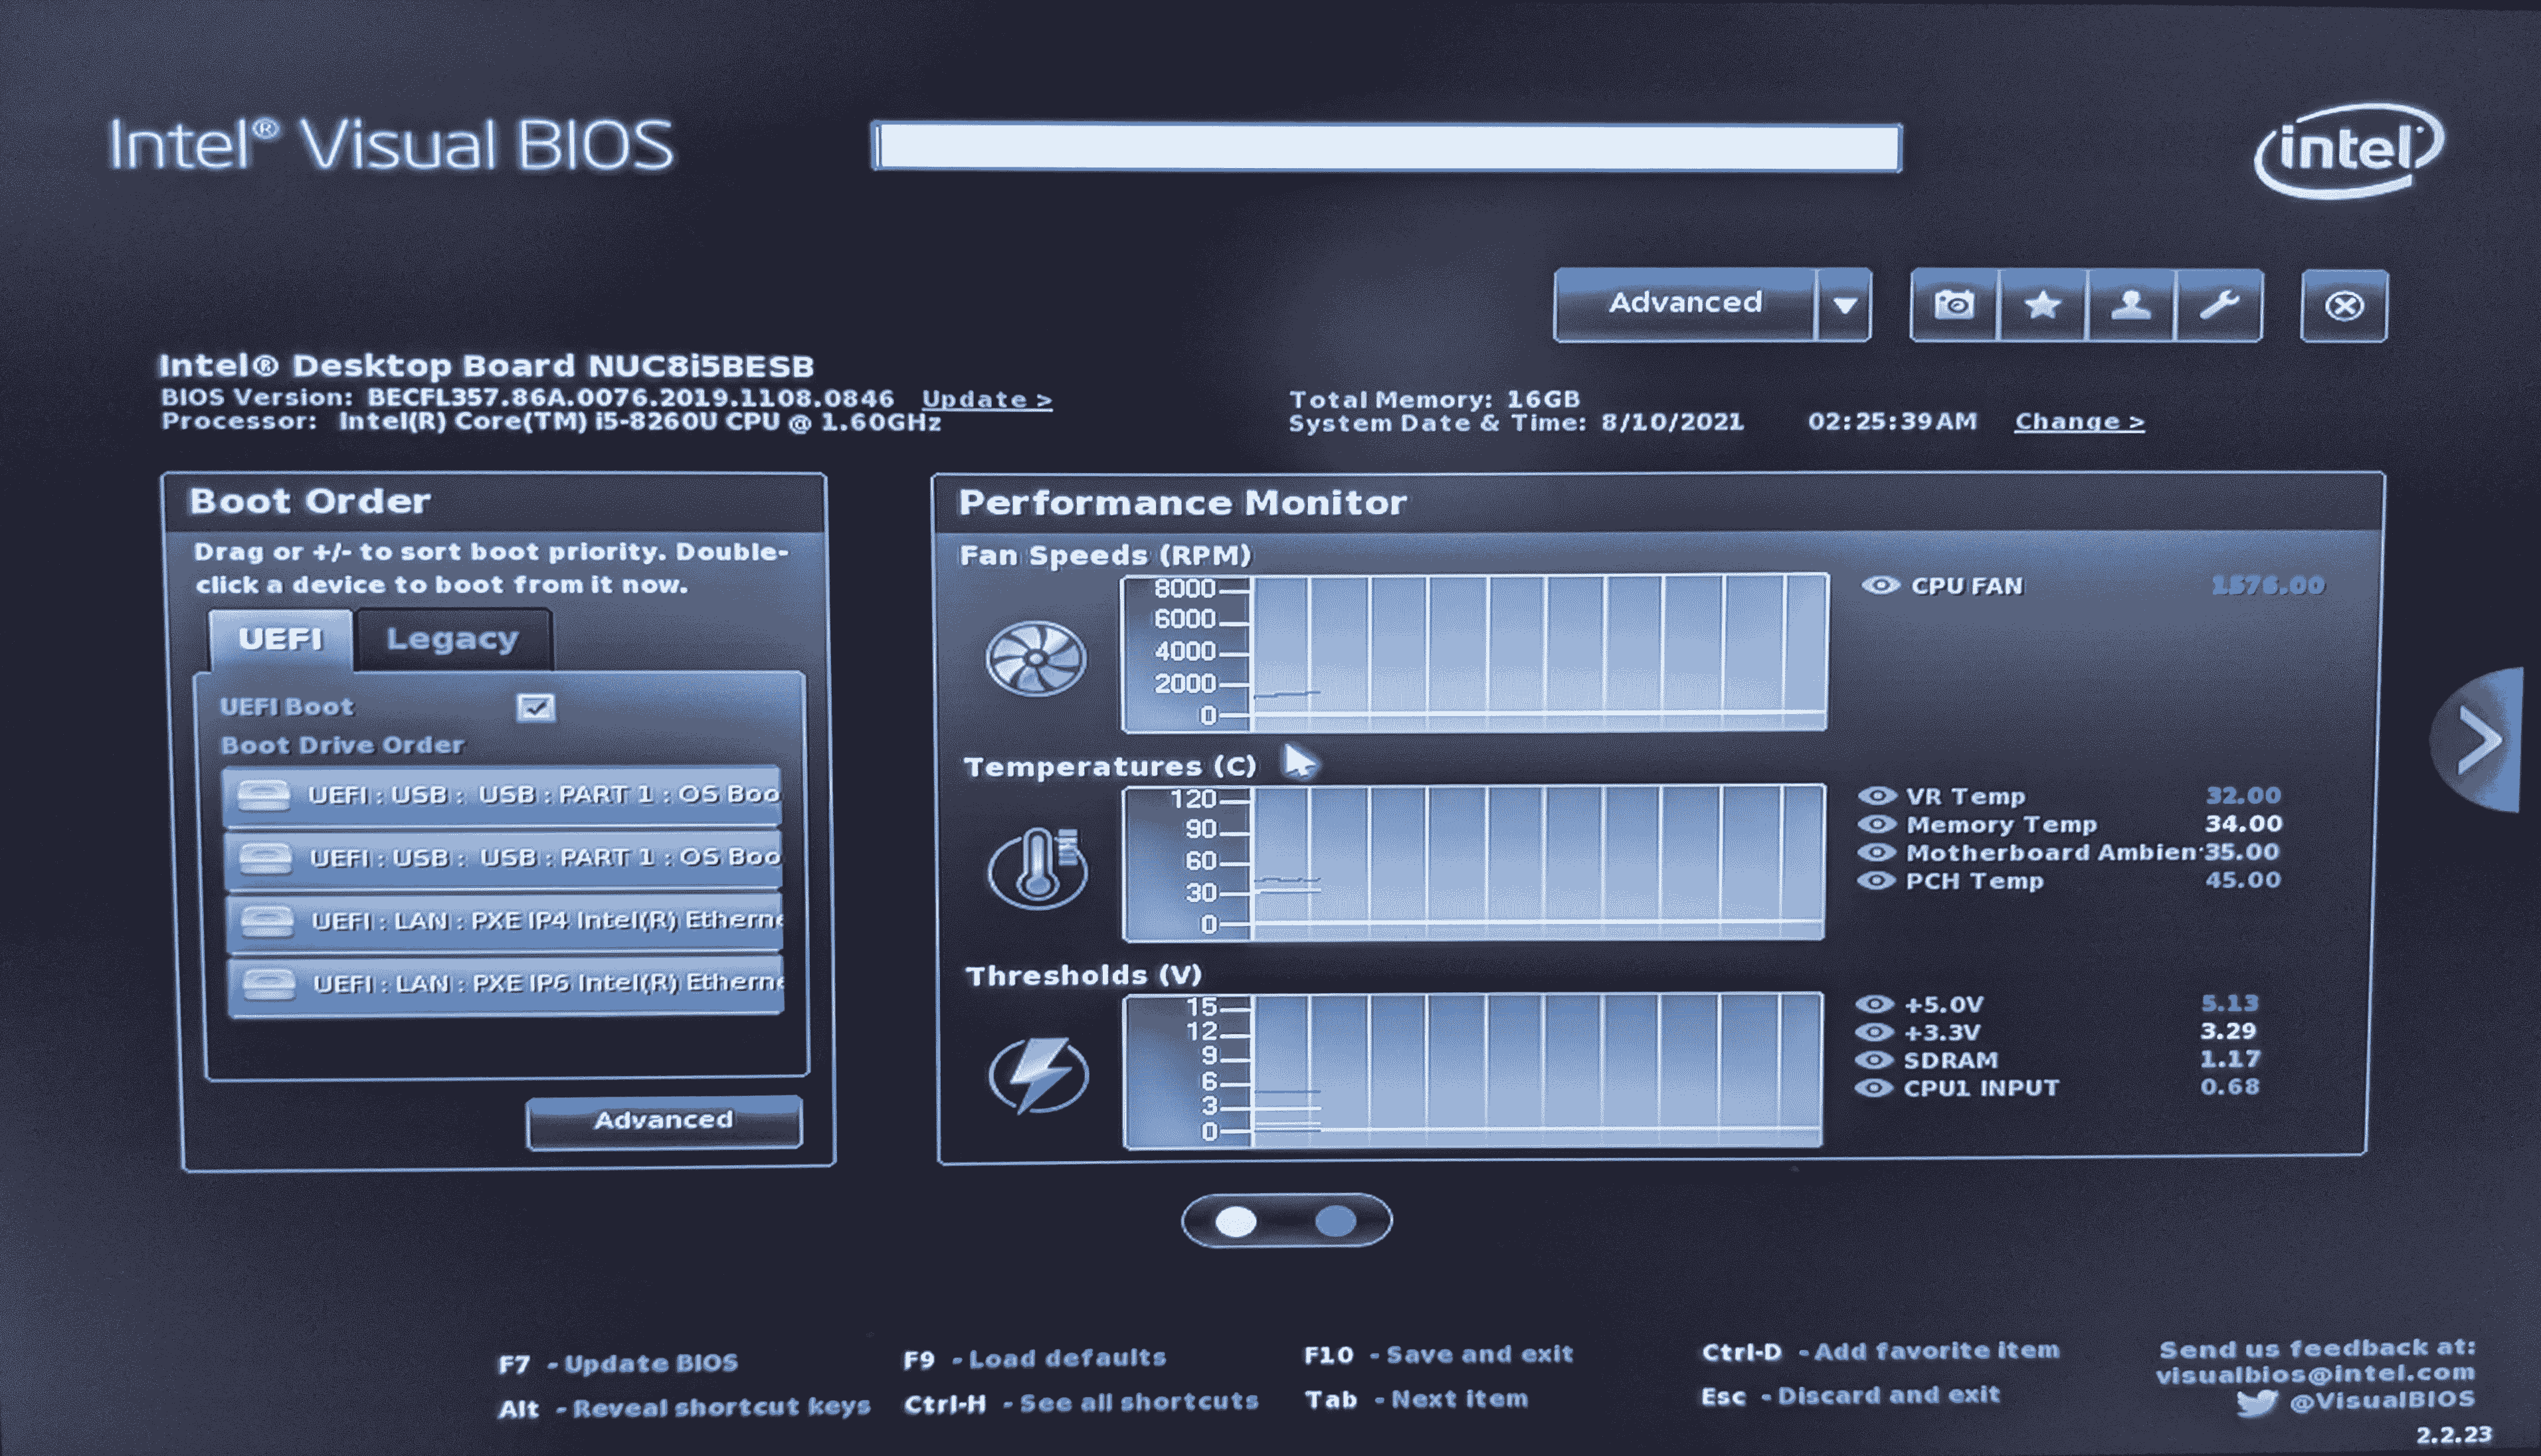 Intel® Visual BIOS
intel
Advanced
Intel® Desktop Board NUC8i5BESB
BIOS Version: BECFL357.86A.0076.2019.1108.0846 Update >
Processor: Intel(R) Core(TM) i5-8260U CPU @ 1.60GHz
Total Memory: 16GB
System Date & Time: 8/10/2021 02:25:39AM Change >
Boot Order
Drag or +/- to sort boot priority. Double-
click a device to boot from it now.
UEFI Legacy
UEFI Boot
Boot Drive Order
UEFI : USB : USB : PART 1 : OS Boo
UEFI : USB : USB : PART 1 : OS Boo
UEFI : LAN : PXE IP4 Intel(R) Etherne
UEFI : LAN : PXE IP6 Intel(R) Etherne
Advanced
Performance Monitor
Fan Speeds (RPM)
8000
6000
4000
2000
0
CPU FAN 1576.00
Temperatures (C)
120
90
60
30
0
VR Temp 32.00
Memory Temp 34.00
Motherboard Ambien 35.00
PCH Temp 45.00
Thresholds (V)
15
12
9
6
3
0
+5.0V 5.13
+3.3V 3.29
SDRAM 1.17
CPU1 INPUT 0.68
F7 - Update BIOS
F9 - Load defaults
F10 - Save and exit
Ctrl-D - Add favorite item
Alt - Reveal shortcut keys
Ctrl-H - See all shortcuts
Tab - Next item
Esc - Discard and exit
Send us feedback at:
visualbios@intel.com
@VisualBIOS
2.2.23